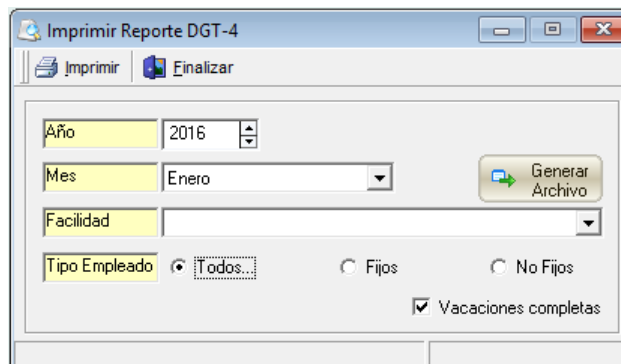 Imprimir Reporte DGT-4
Imprimir Finalizar
Año 2016
Mes Enero
Generar
Archivo
Facilidad
Tipo Empleado Todos... Fijos No Fijos
Vacaciones completas